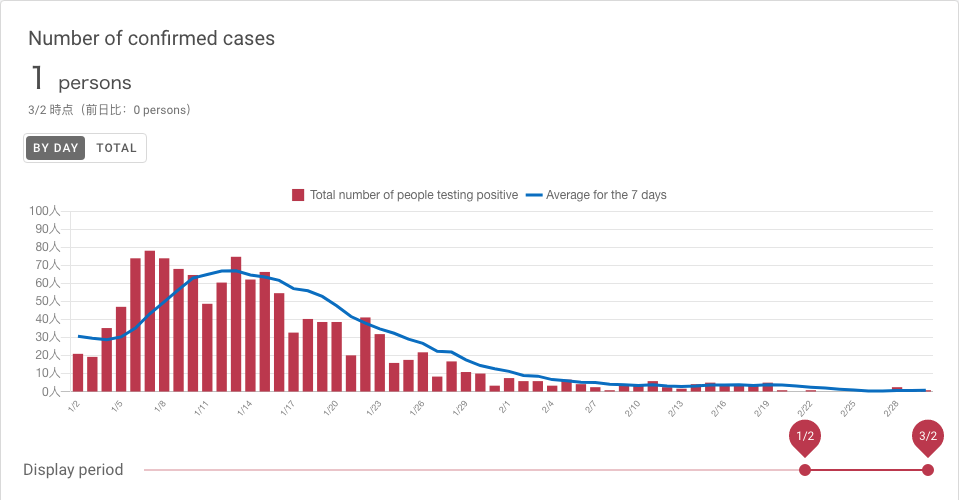 Number of confirmed cases
1 persons
3/2 時点（前日比：0 persons）
BY DAY TOTAL
Total number of people testing positive Average for the 7 days
100人
90人
80人
70人
60人
50人
40人
30人
20人
10人
0人
1/2 1/5 1/8 1/11 1/14 1/17 1/20 1/23 1/26 1/29 2/1 2/4 2/7 2/10 2/13 2/16 2/19 2/22 2/25 2/28
1/2 3/2
Display period